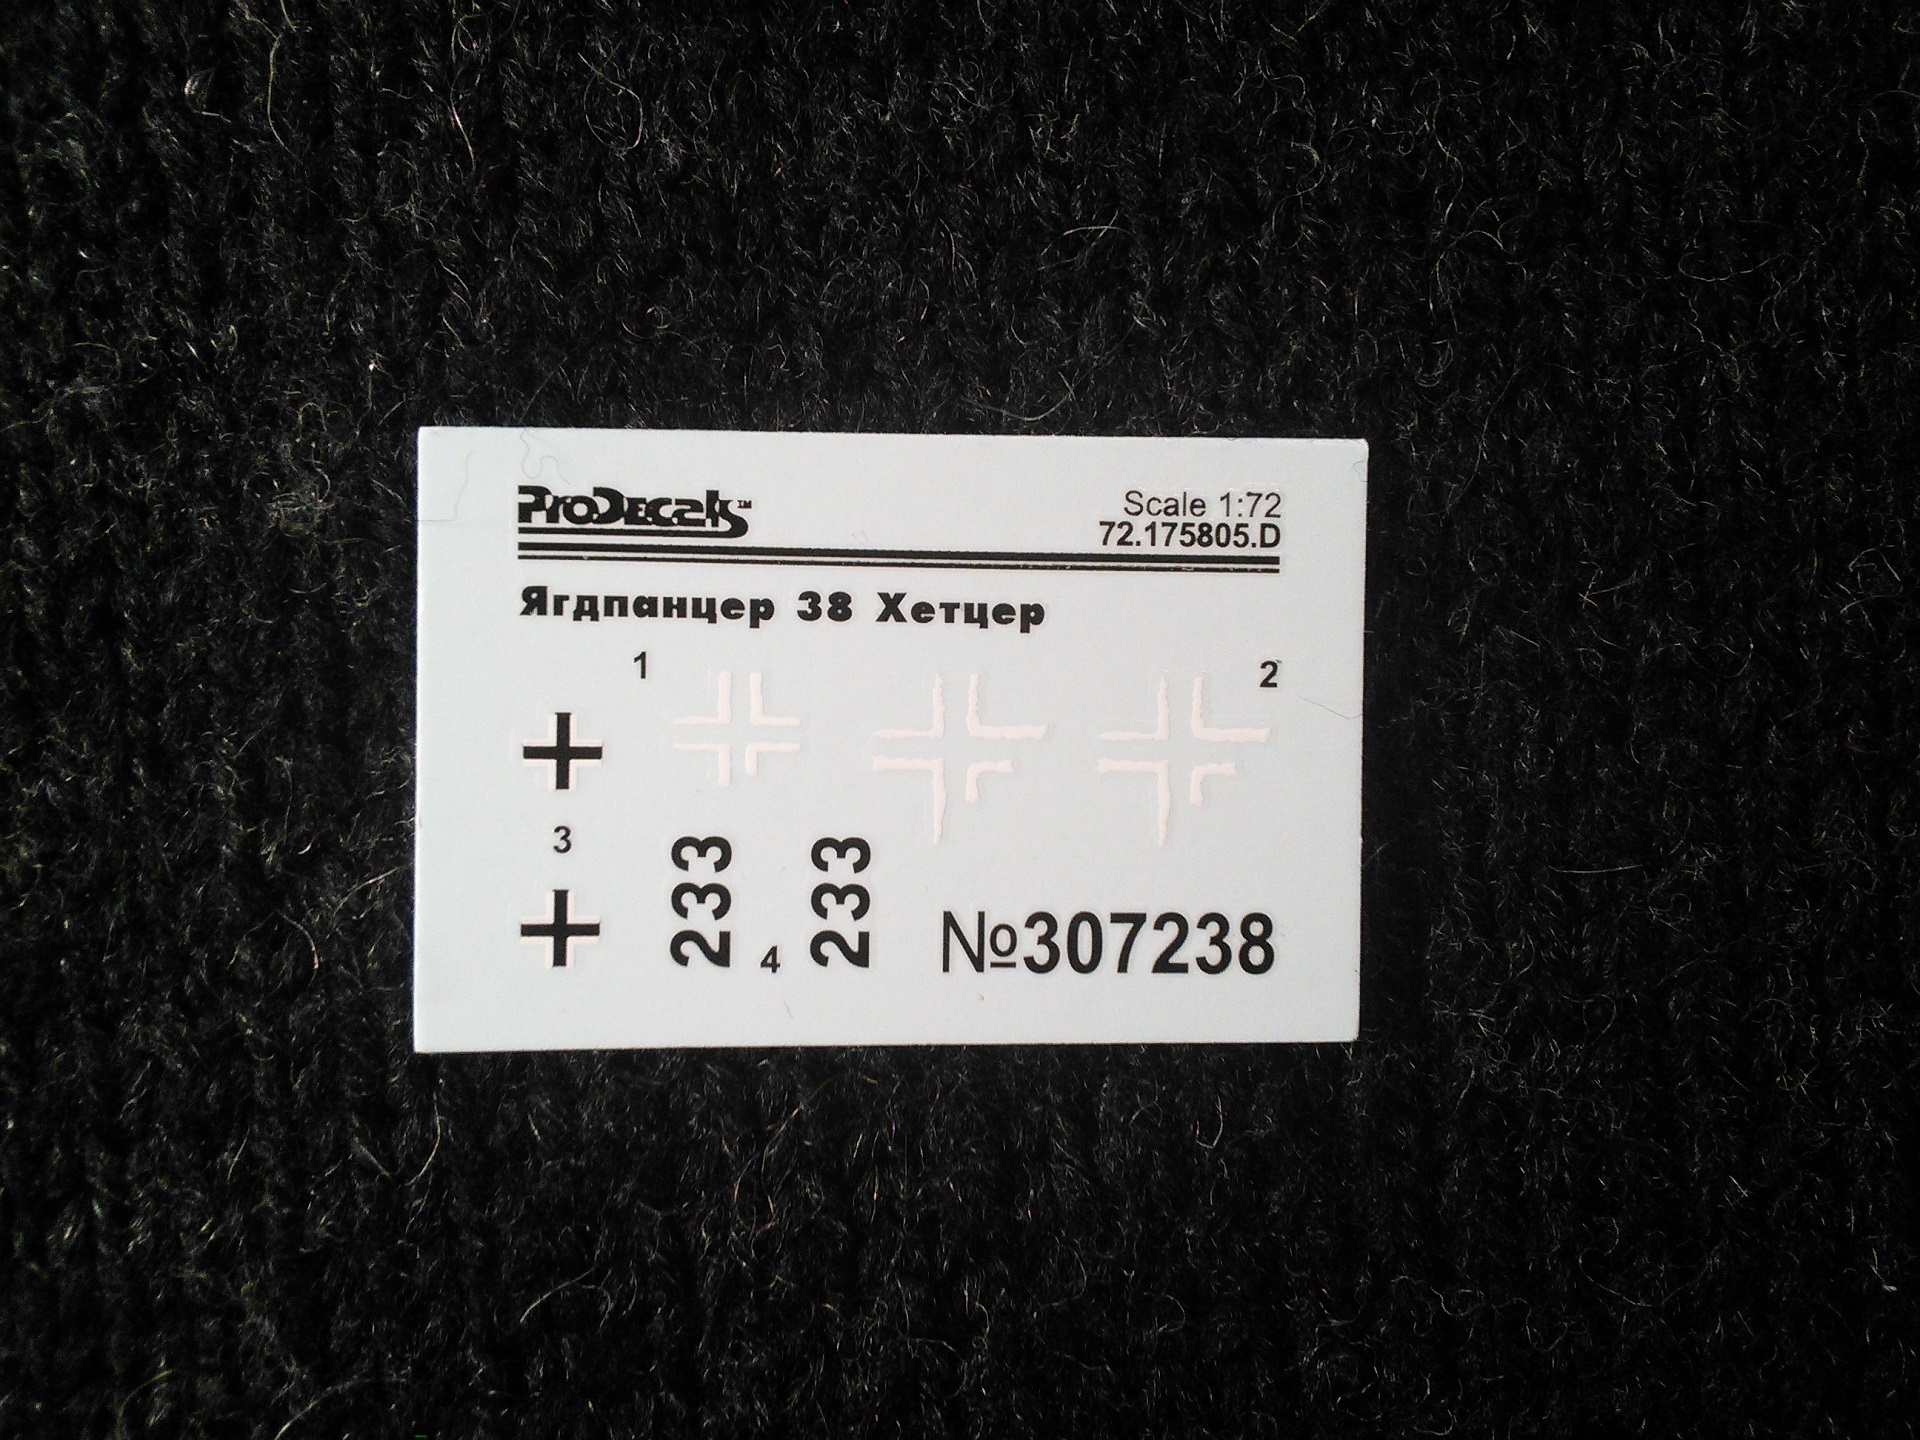 ProDecals™
Scale 1:72
72.175805.D
Ягдпанцер 38 Хетцер
1
2
3
233
4
233
№307238